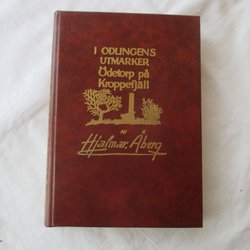 I ODLINGENS
UTMARKER
Ödetorp på
Kroppefjäll
av
Hjalmar Åberg